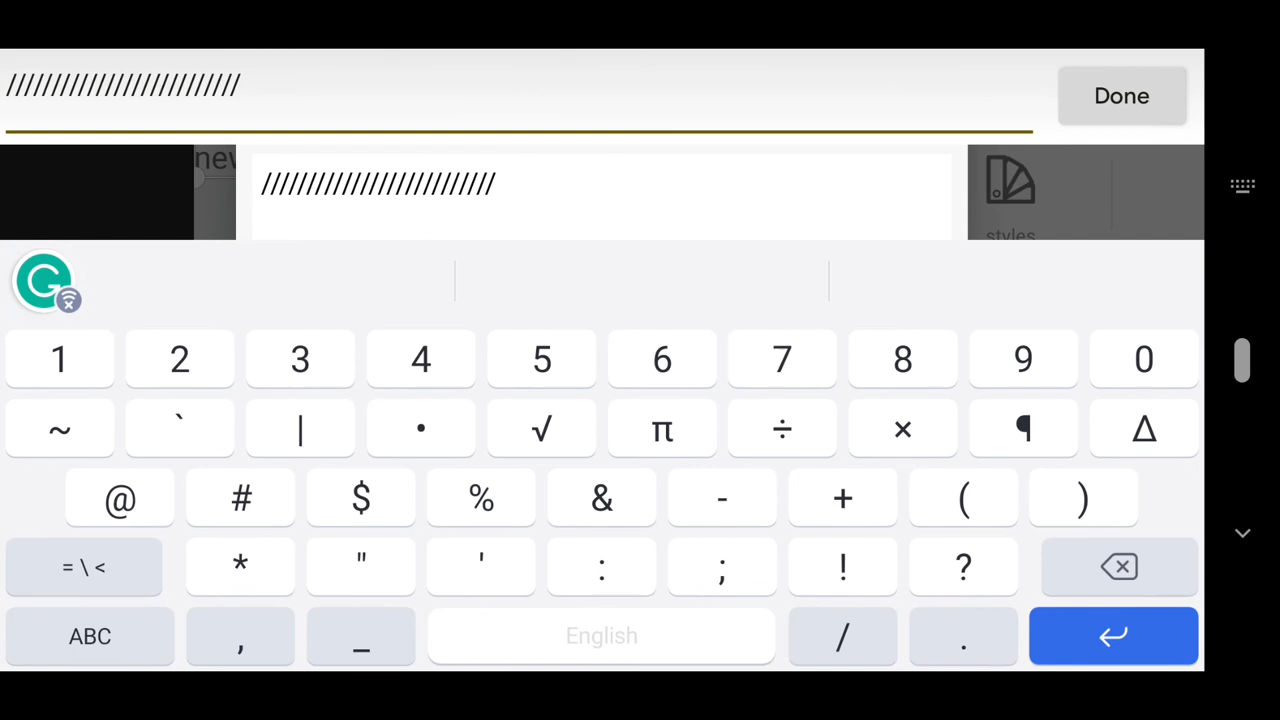 //////////////////////////
Done
new
//////////////////////////
styles
1 2 3 4 5 6 7 8 9 0
~ ` | • √ π ÷ × ¶ Δ
@ # $ % & - + ( )
= \ < * " ' : ; ! ?
ABC , _ English / .